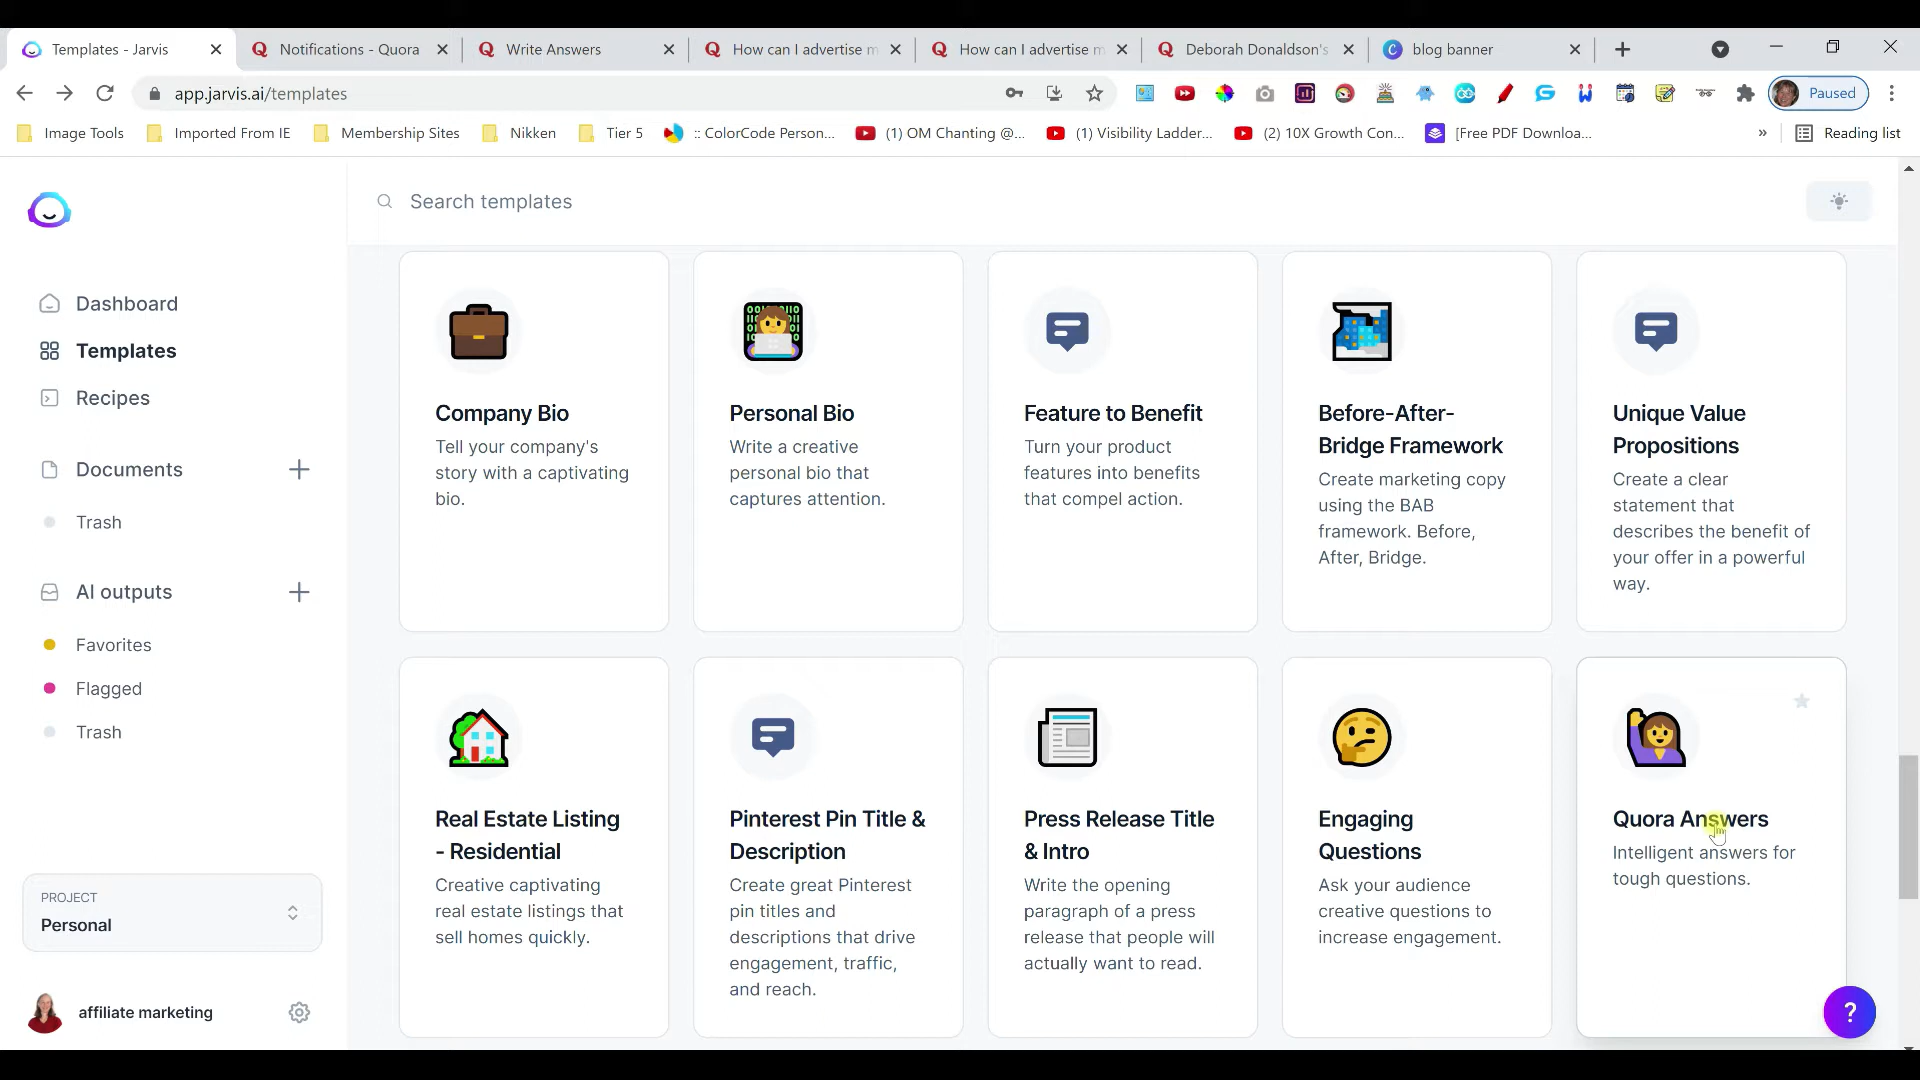 Templates - Jarvis
Notifications - Quora
Write Answers
How can I advertise m
How can I advertise m
Deborah Donaldson's
blog banner
app.jarvis.ai/templates
Paused
Image Tools
Imported From IE
Membership Sites
Nikken
Tier 5
:: ColorCode Person...
(1) OM Chanting @...
(1) Visibility Ladder...
(2) 10X Growth Con...
[Free PDF Downloa...
»
Reading list
Search templates
Dashboard
Templates
Recipes
Documents
Trash
AI outputs
Favorites
Flagged
Trash
PROJECT
Personal
affiliate marketing
Company Bio
Tell your company's
story with a captivating
bio.
Personal Bio
Write a creative
personal bio that
captures attention.
Feature to Benefit
Turn your product
features into benefits
that compel action.
Before-After-
Bridge Framework
Create marketing copy
using the BAB
framework. Before,
After, Bridge.
Unique Value
Propositions
Create a clear
statement that
describes the benefit of
your offer in a powerful
way.
Real Estate Listing
- Residential
Creative captivating
real estate listings that
sell homes quickly.
Pinterest Pin Title &
Description
Create great Pinterest
pin titles and
descriptions that drive
engagement, traffic,
and reach.
Press Release Title
& Intro
Write the opening
paragraph of a press
release that people will
actually want to read.
Engaging
Questions
Ask your audience
creative questions to
increase engagement.
Quora Answers
Intelligent answers for
tough questions.
?